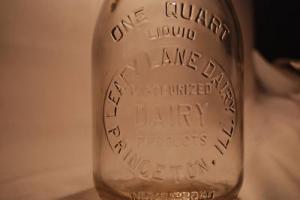 ONE QUART
LIQUID
LEAFY LANE DAIRY
PASTEURIZED
DAIRY
PRODUCTS
PRINCETON, ILL.